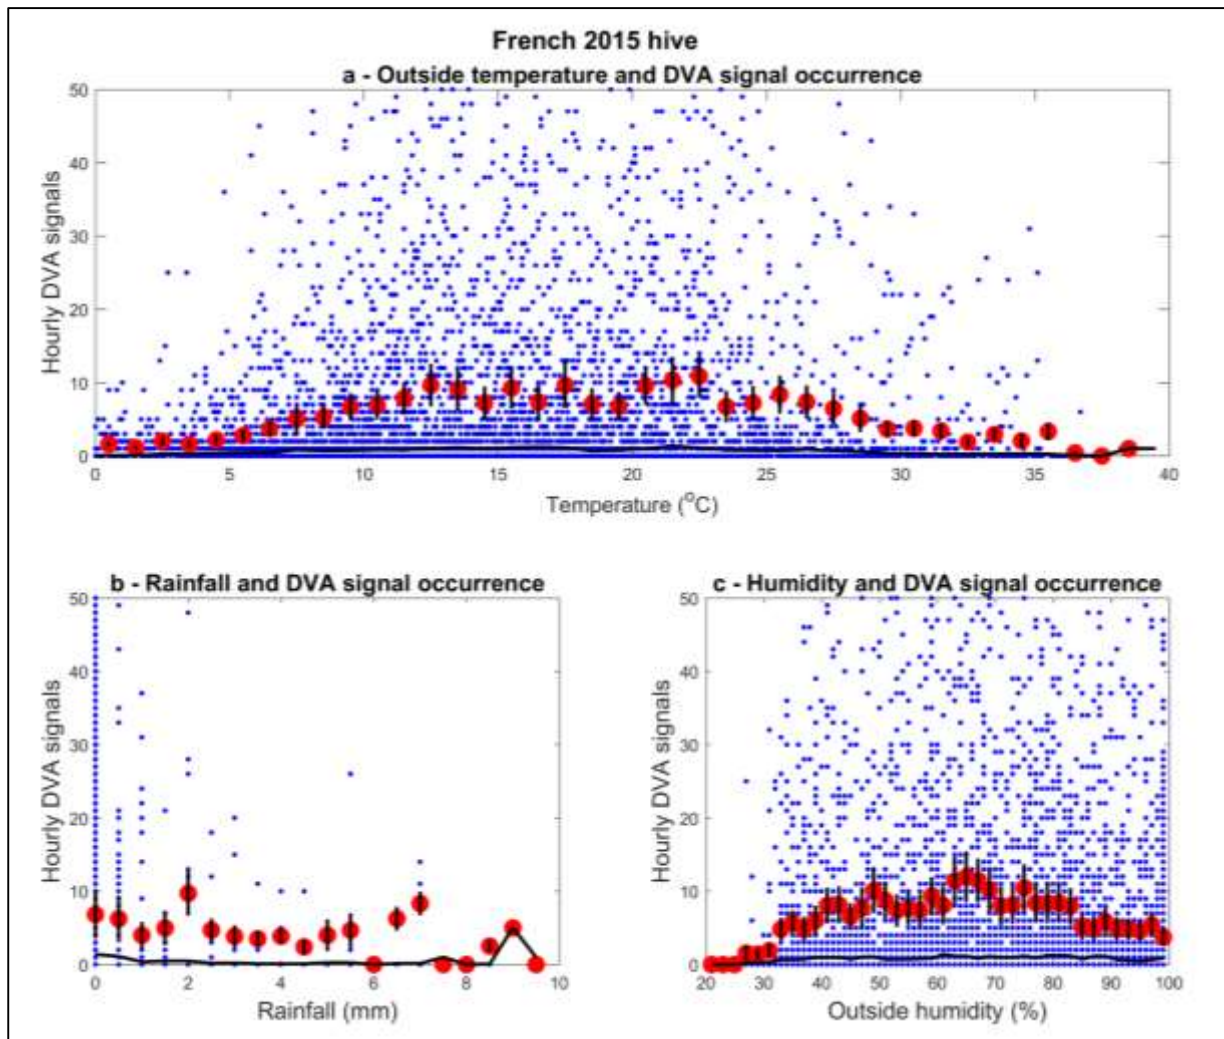 French 2015 hive
a - Outside temperature and DVA signal occurrence
50
40
30
20
10
0
Hourly DVA signals
0 5 10 15 20 25 30 35 40
Temperature (°C)
b - Rainfall and DVA signal occurrence
50
40
30
20
10
0
Hourly DVA signals
0 2 4 6 8 10
Rainfall (mm)
c - Humidity and DVA signal occurrence
50
40
30
20
10
0
Hourly DVA signals
20 30 40 50 60 70 80 90 100
Outside humidity (%)